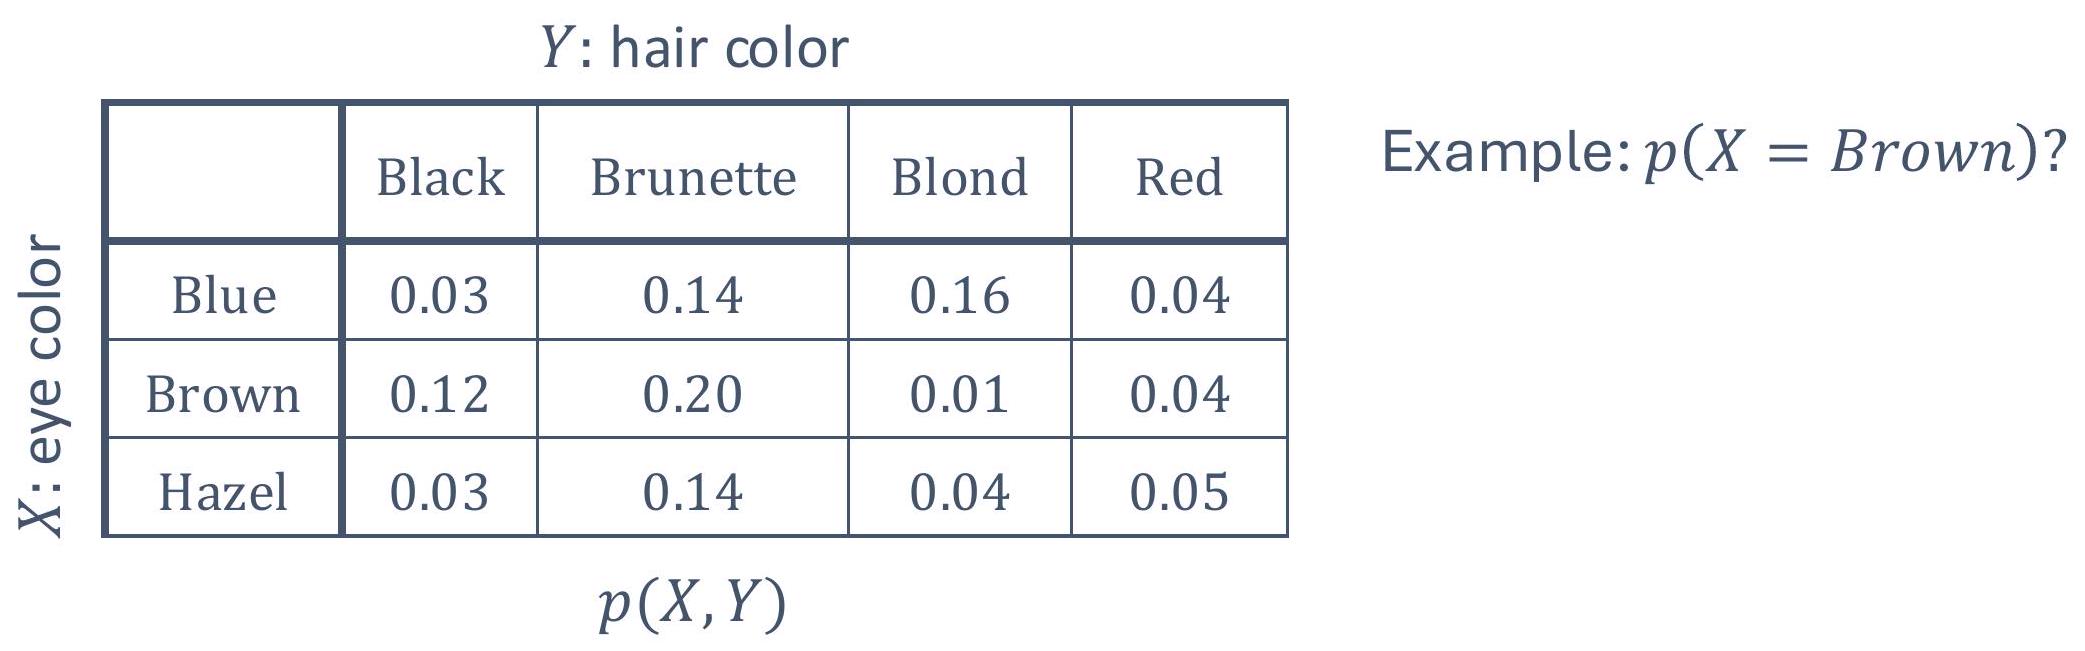 Y: hair color
Example: p(X = Brown)?
Black Brunette Blond Red
X:: eye color
Blue 0.03 0.14 0.16 0.04
Brown 0.12 0.20 0.01 0.04
Hazel 0.03 0.14 0.04 0.05
p(X, Y)